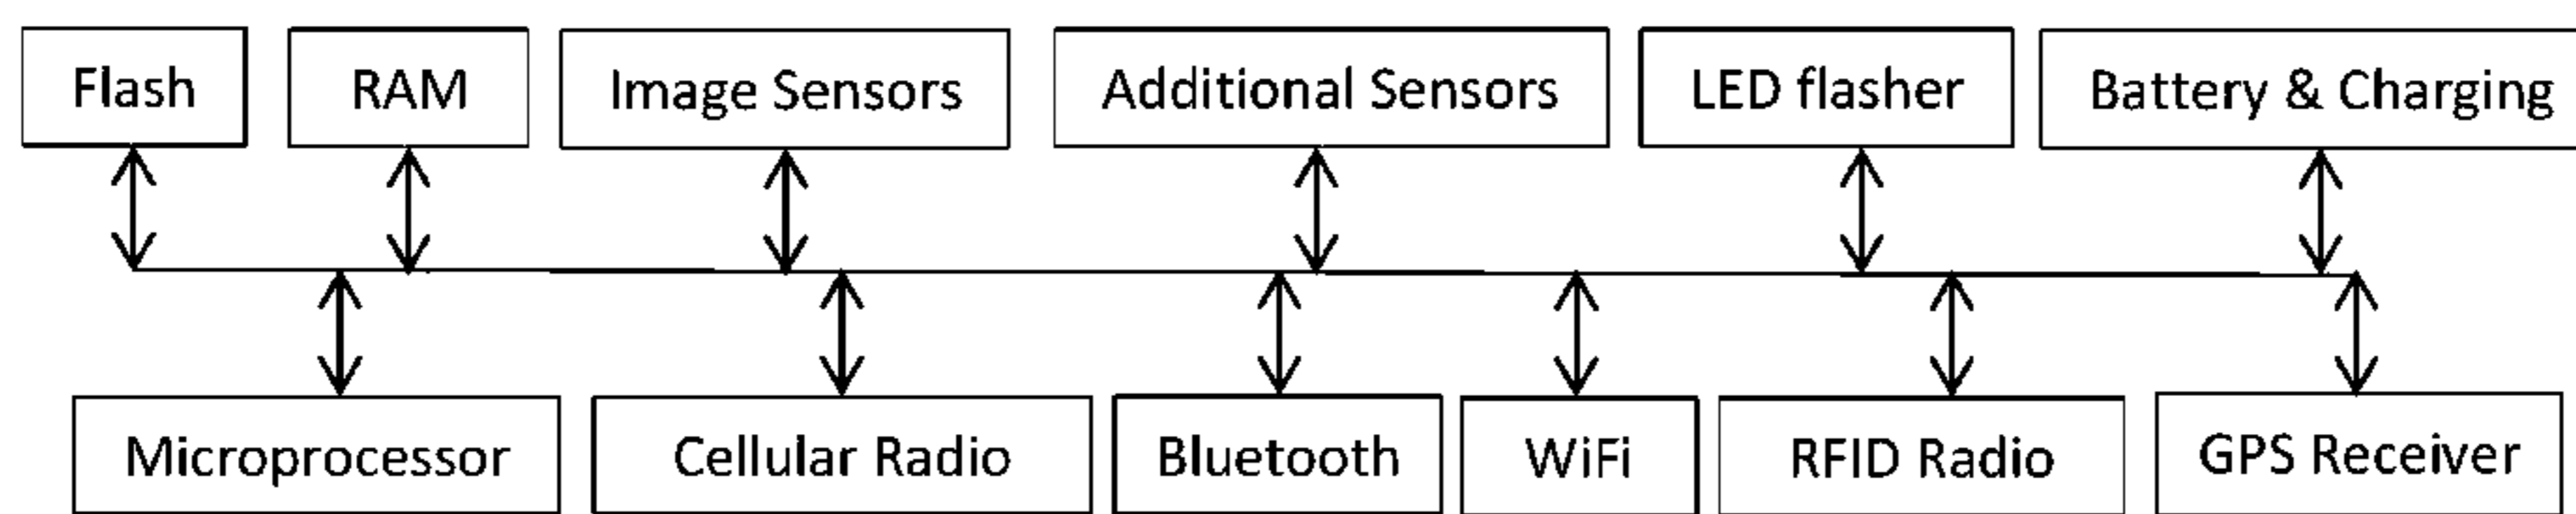 Flash RAM Image Sensors Additional Sensors LED flasher Battery & Charging
Microprocessor Cellular Radio Bluetooth WiFi RFID Radio GPS Receiver